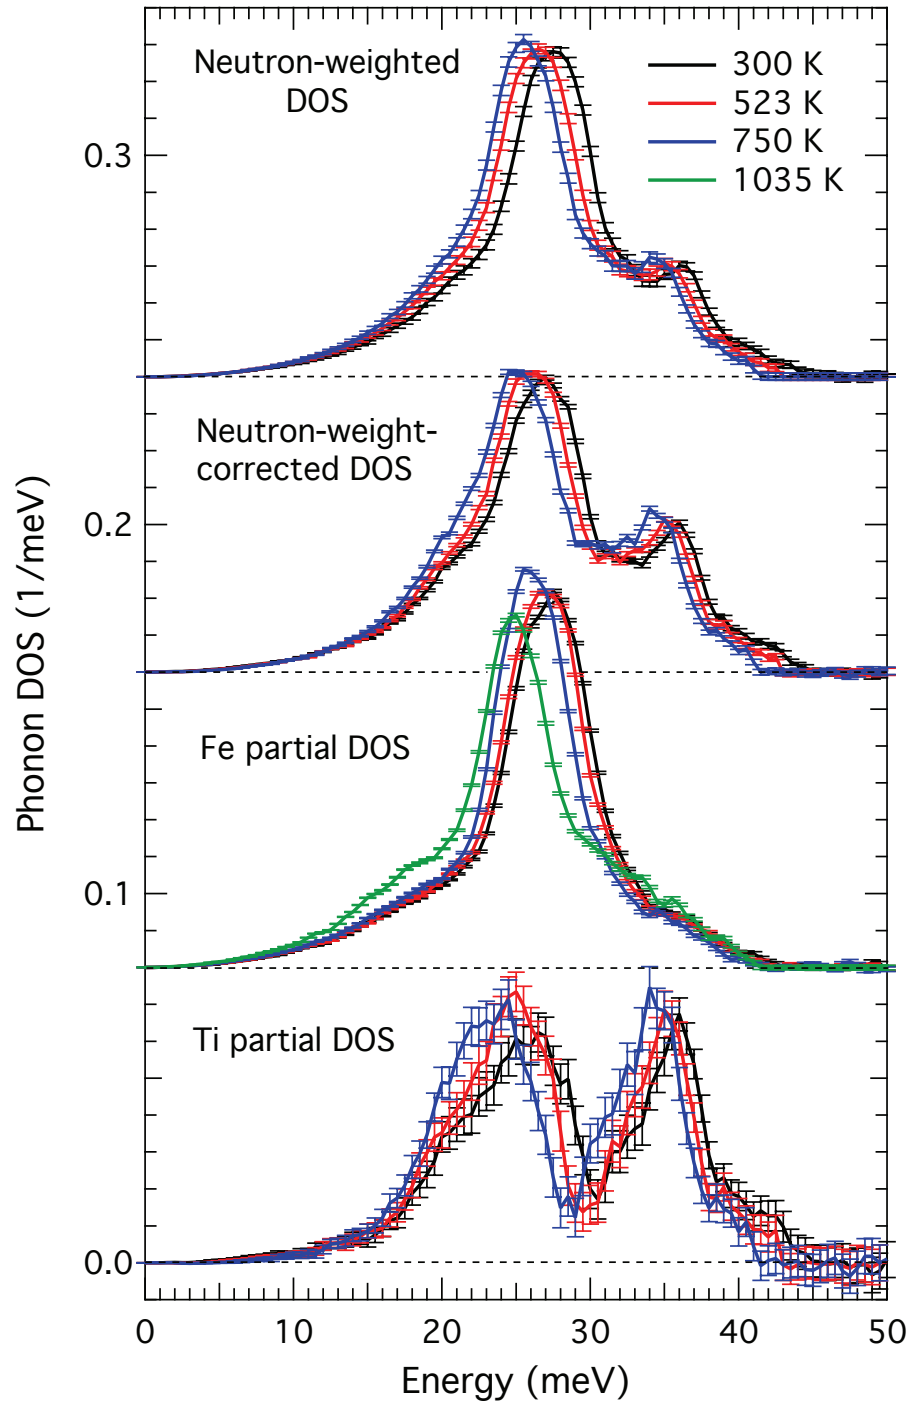 Neutron-weighted
DOS
300 K
523 K
750 K
1035 K
0.3
Neutron-weight-
corrected DOS
0.2
Phonon DOS (1/meV)
Fe partial DOS
0.1
Ti partial DOS
0.0
0 10 20 30 40 50
Energy (meV)